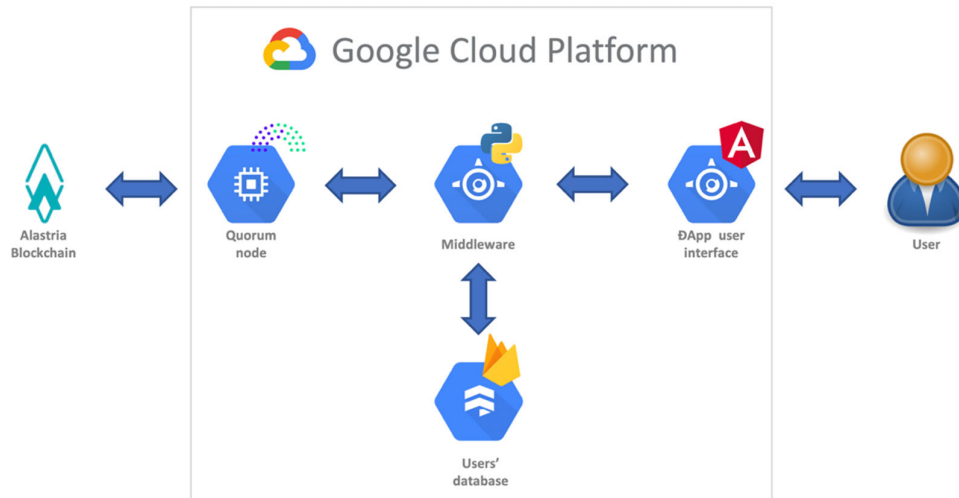 Google Cloud Platform
A
Alastria
Blockchain
Quorum
node
Middleware
ĐApp user
interface
User
Users’
database